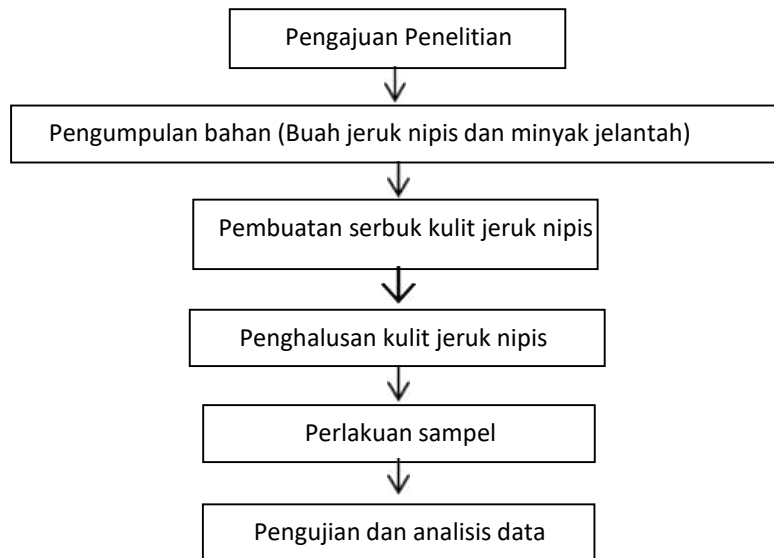 Pengajuan Penelitian
Pengumpulan bahan (Buah jeruk nipis dan minyak jelantah)
Pembuatan serbuk kulit jeruk nipis
Penghalusan kulit jeruk nipis
Perlakuan sampel
Pengujian dan analisis data